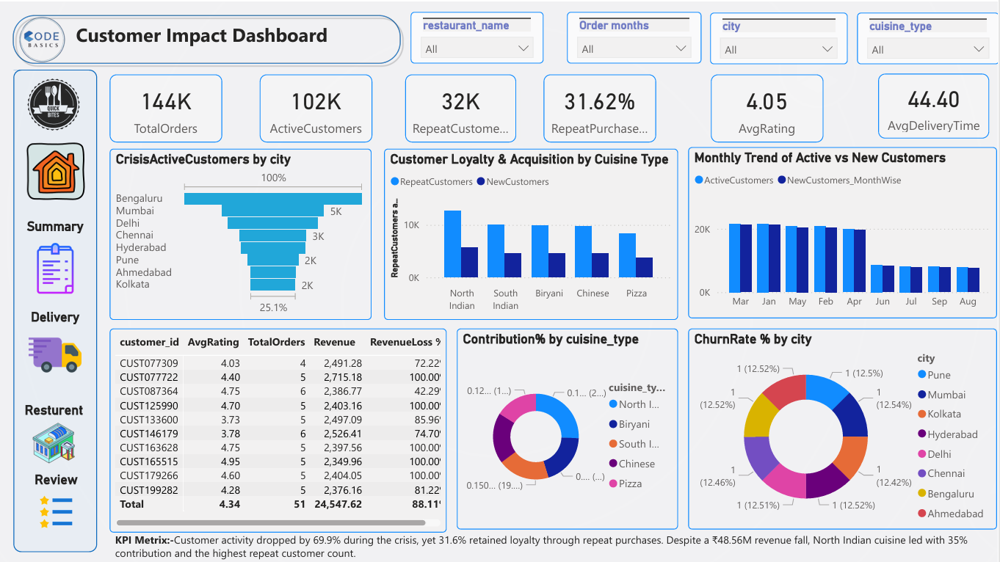 CODE
BASICS
Customer Impact Dashboard
restaurant_name
All
Order months
All
city
All
cuisine_type
All
QUICK
BITES
Summary
Delivery
Resturent
Review
144K
TotalOrders
102K
ActiveCustomers
32K
RepeatCustome...
31.62%
RepeatPurchase...
4.05
AvgRating
44.40
AvgDeliveryTime
CrisisActiveCustomers by city
100%
Bengaluru
Mumbai 5K
Delhi
Chennai 3K
Hyderabad
Pune 2K
Ahmedabad
Kolkata 2K
25.1%
Customer Loyalty & Acquisition by Cuisine Type
RepeatCustomers NewCustomers
RepeatCustomers a...
10K
0K
North Indian
South Indian
Biryani
Chinese
Pizza
Monthly Trend of Active vs New Customers
ActiveCustomers NewCustomers_MonthWise
20K
0K
Mar Jan May Feb Apr Jun Jul Sep Aug
customer_id AvgRating TotalOrders Revenue RevenueLoss %
CUST077309 4.03 4 2,491.28 72.22
CUST077722 4.40 5 2,715.18 100.00
CUST087364 4.75 6 2,386.77 42.29
CUST125990 4.70 5 2,403.16 100.00
CUST133600 3.73 5 2,497.09 85.96
CUST146179 3.78 6 2,526.41 74.70
CUST163628 4.75 5 2,397.56 100.00
CUST165515 4.95 5 2,349.96 100.00
CUST179266 4.60 5 2,404.05 100.00
CUST199282 4.28 5 2,376.16 81.22
Total 4.34 51 24,547.62 88.11
Contribution% by cuisine_type
0.12... (1...)
0.1... (2...)
0.150... (19....)
0.... (...)
cuisine_ty...
North I...
Biryani
South I...
Chinese
Pizza
ChurnRate % by city
1 (12.52%)
1 (12.5%)
1 (12.52%)
1 (12.54%)
1 (12.46%)
1 (12.42%)
1 (12.51%)
1 (12.52%)
city
Pune
Mumbai
Kolkata
Hyderabad
Delhi
Chennai
Bengaluru
Ahmedabad
KPI Metrix:-Customer activity dropped by 69.9% during the crisis, yet 31.6% retained loyalty through repeat purchases. Despite a ₹48.56M revenue fall, North Indian cuisine led with 35%
contribution and the highest repeat customer count.